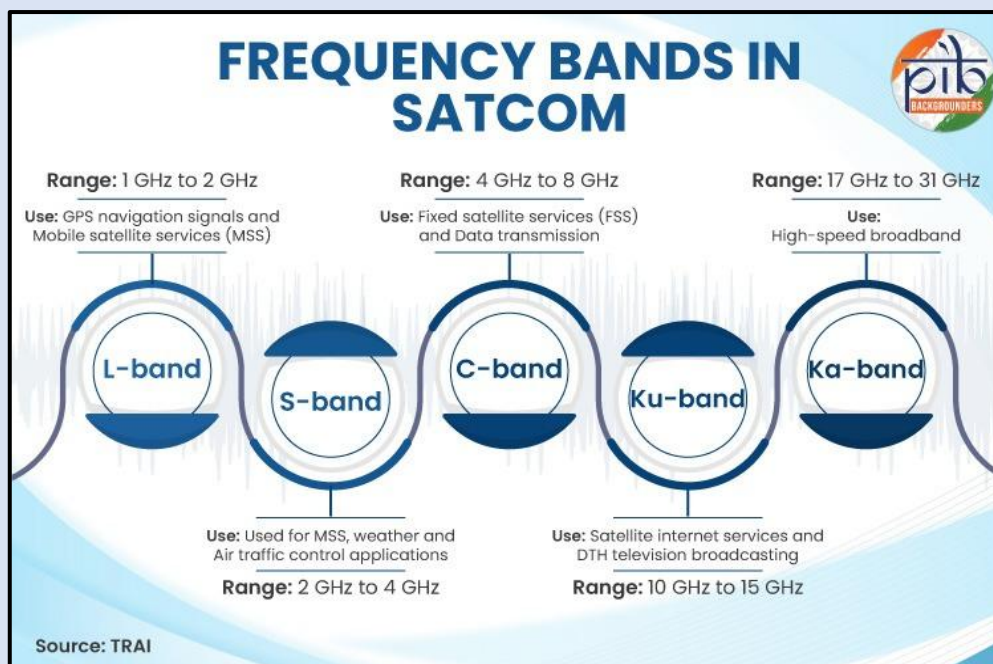 FREQUENCY BANDS IN
SATCOM
pib
BACKGROUNDERS
Range: 1 GHz to 2 GHz
Use: GPS navigation signals and
Mobile satellite services (MSS)
L-band
S-band
Use: Used for MSS, weather and
Air traffic control applications
Range: 2 GHz to 4 GHz
Range: 4 GHz to 8 GHz
Use: Fixed satellite services (FSS)
and Data transmission
C-band
Ku-band
Use: Satellite internet services and
DTH television broadcasting
Range: 10 GHz to 15 GHz
Range: 17 GHz to 31 GHz
Use:
High-speed broadband
Ka-band
Source: TRAI